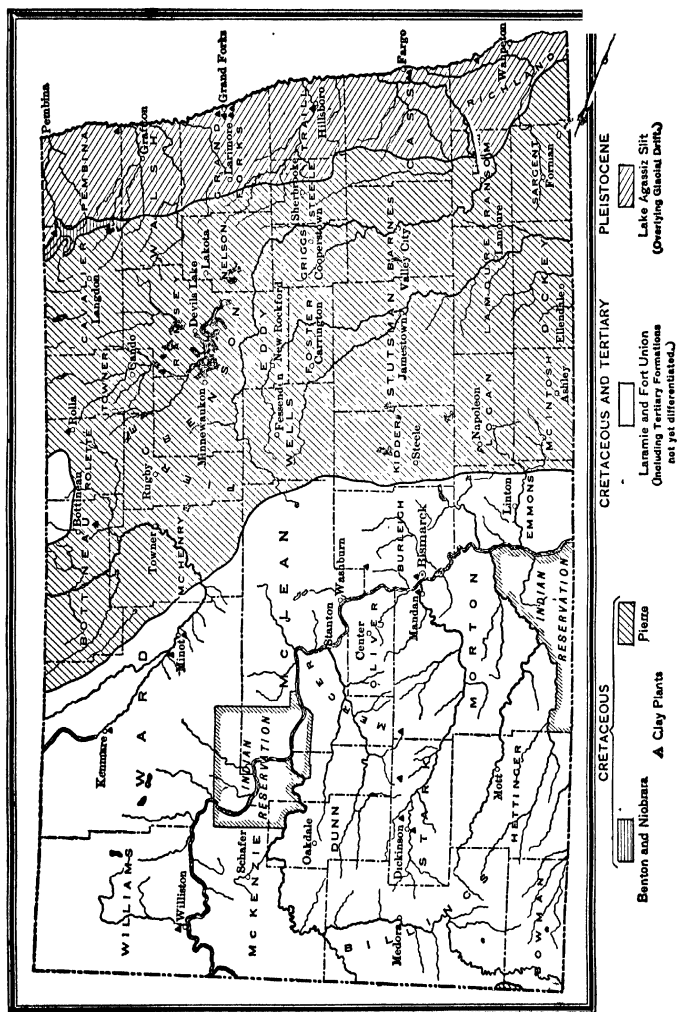 Pembina
PEMBINA
CAVALIER
Langdon
TOWNER
Rolla
ROLETTE
Bottineau
BOTTINEAU
Grafton
WALSH
RAMSEY
Cando
Rugby
Towner
McHENRY
Grand Forks
GRAND
FORKS
Larimore
NELSON
Lakota
Devils Lake
BENSON
Minnewaukon
PIERCE
Minot
WARD
Kenmare
WILLIAMS
Williston
TRAILL
Hillsboro
STEELE
Sherbrooke
GRIGGS
Cooperstown
EDDY
New Rockford
FOSTER
Carrington
WELLS
Fessenden
McLEAN
Washburn
INDIAN
RESERVATION
McKENZIE
Schafer
Fargo
CASS
BARNES
Valley City
STUTSMAN
Jamestown
KIDDER
Steele
BURLEIGH
Bismarck
Mandan
Stanton
MERCER
Center
OLIVER
DUNN
Oakdale
Dickinson
STARK
BILLINGS
Medora
Wahpeton
RICHLAND
RANSOM
SARGENT
Forman
LAMOURE
Lamoure
DICKEY
Ellendale
LOGAN
Napoleon
McINTOSH
Ashley
EMMONS
Linton
MORTON
INDIAN
RESERVATION
HETTINGER
Mott
BOWMAN
CRETACEOUS
CRETACEOUS AND TERTIARY
PLEISTOCENE
Benton and Niobrara
Pierre
Laramie and Fort Union
(Including Tertiary Formations
not yet differentiated.)
Lake Agassiz Slit
(Overlying Glacial Drift.)
Clay Plants